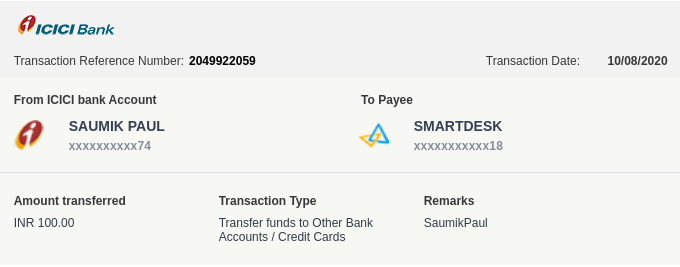 ICICI Bank
Transaction Reference Number: 2049922059 Transaction Date: 10/08/2020
From ICICI bank Account To Payee
SAUMIK PAUL SMARTDESK
xxxxxxxxxx74 xxxxxxxxxxx18
Amount transferred Transaction Type Remarks
INR 100.00 Transfer funds to Other Bank SaumikPaul
Accounts / Credit Cards